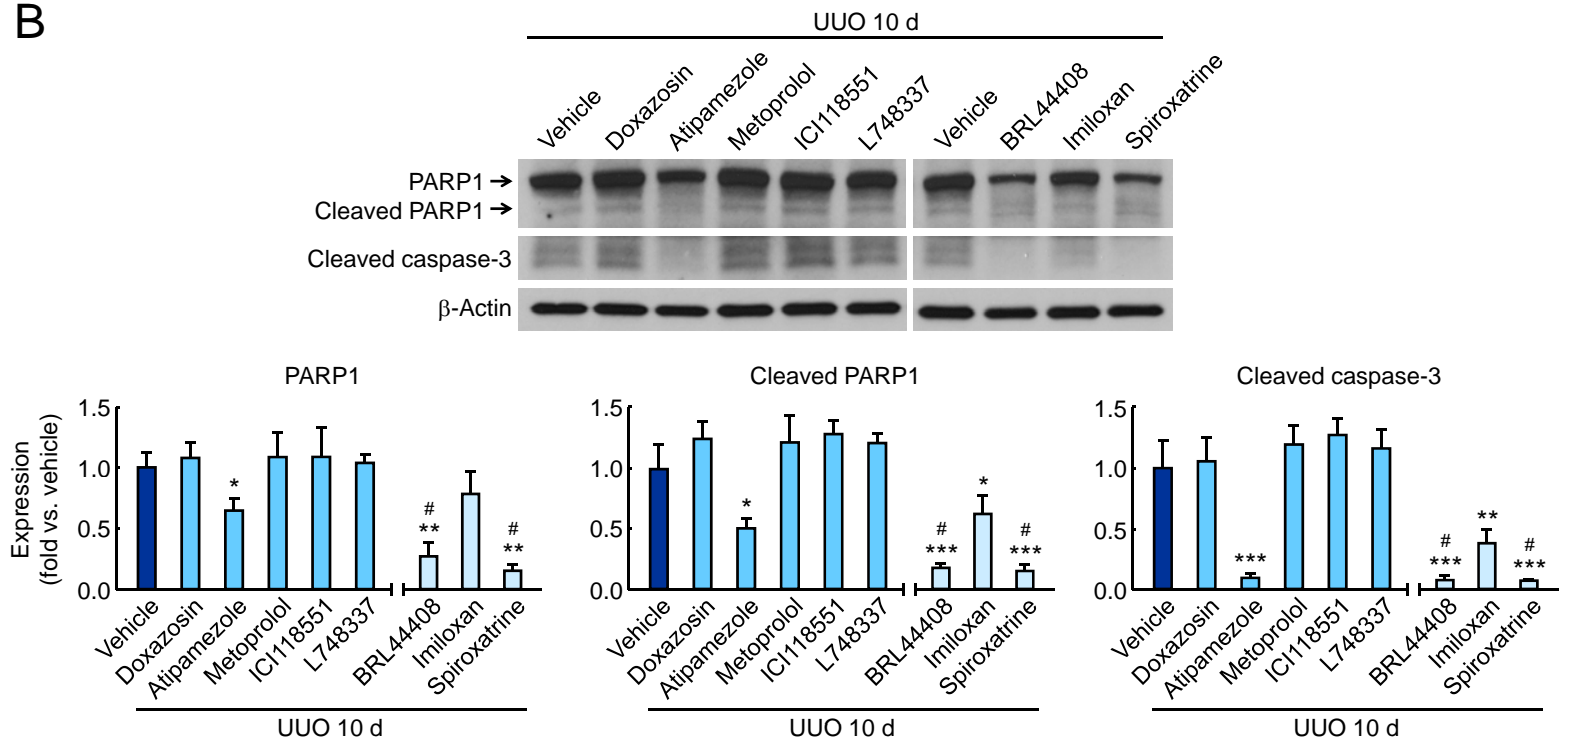 B
UUO 10 d
Vehicle
Doxazosin
Atipamezole
Metoprolol
ICI118551
L748337
Vehicle
BRL44408
Imiloxan
Spiroxatrine
PARP1 →
Cleaved PARP1 →
Cleaved caspase-3
β-Actin
Expression
(fold vs. vehicle)
PARP1
1.5
1.0
0.5
0.0
*
#
**
#
**
Vehicle
Doxazosin
Atipamezole
Metoprolol
ICI118551
L748337
BRL44408
Imiloxan
Spiroxatrine
UUO 10 d
Cleaved PARP1
1.5
1.0
0.5
0.0
*
#
***
*
#
***
Vehicle
Doxazosin
Atipamezole
Metoprolol
ICI118551
L748337
BRL44408
Imiloxan
Spiroxatrine
UUO 10 d
Cleaved caspase-3
1.5
1.0
0.5
0.0
***
#
***
**
#
***
Vehicle
Doxazosin
Atipamezole
Metoprolol
ICI118551
L748337
BRL44408
Imiloxan
Spiroxatrine
UUO 10 d